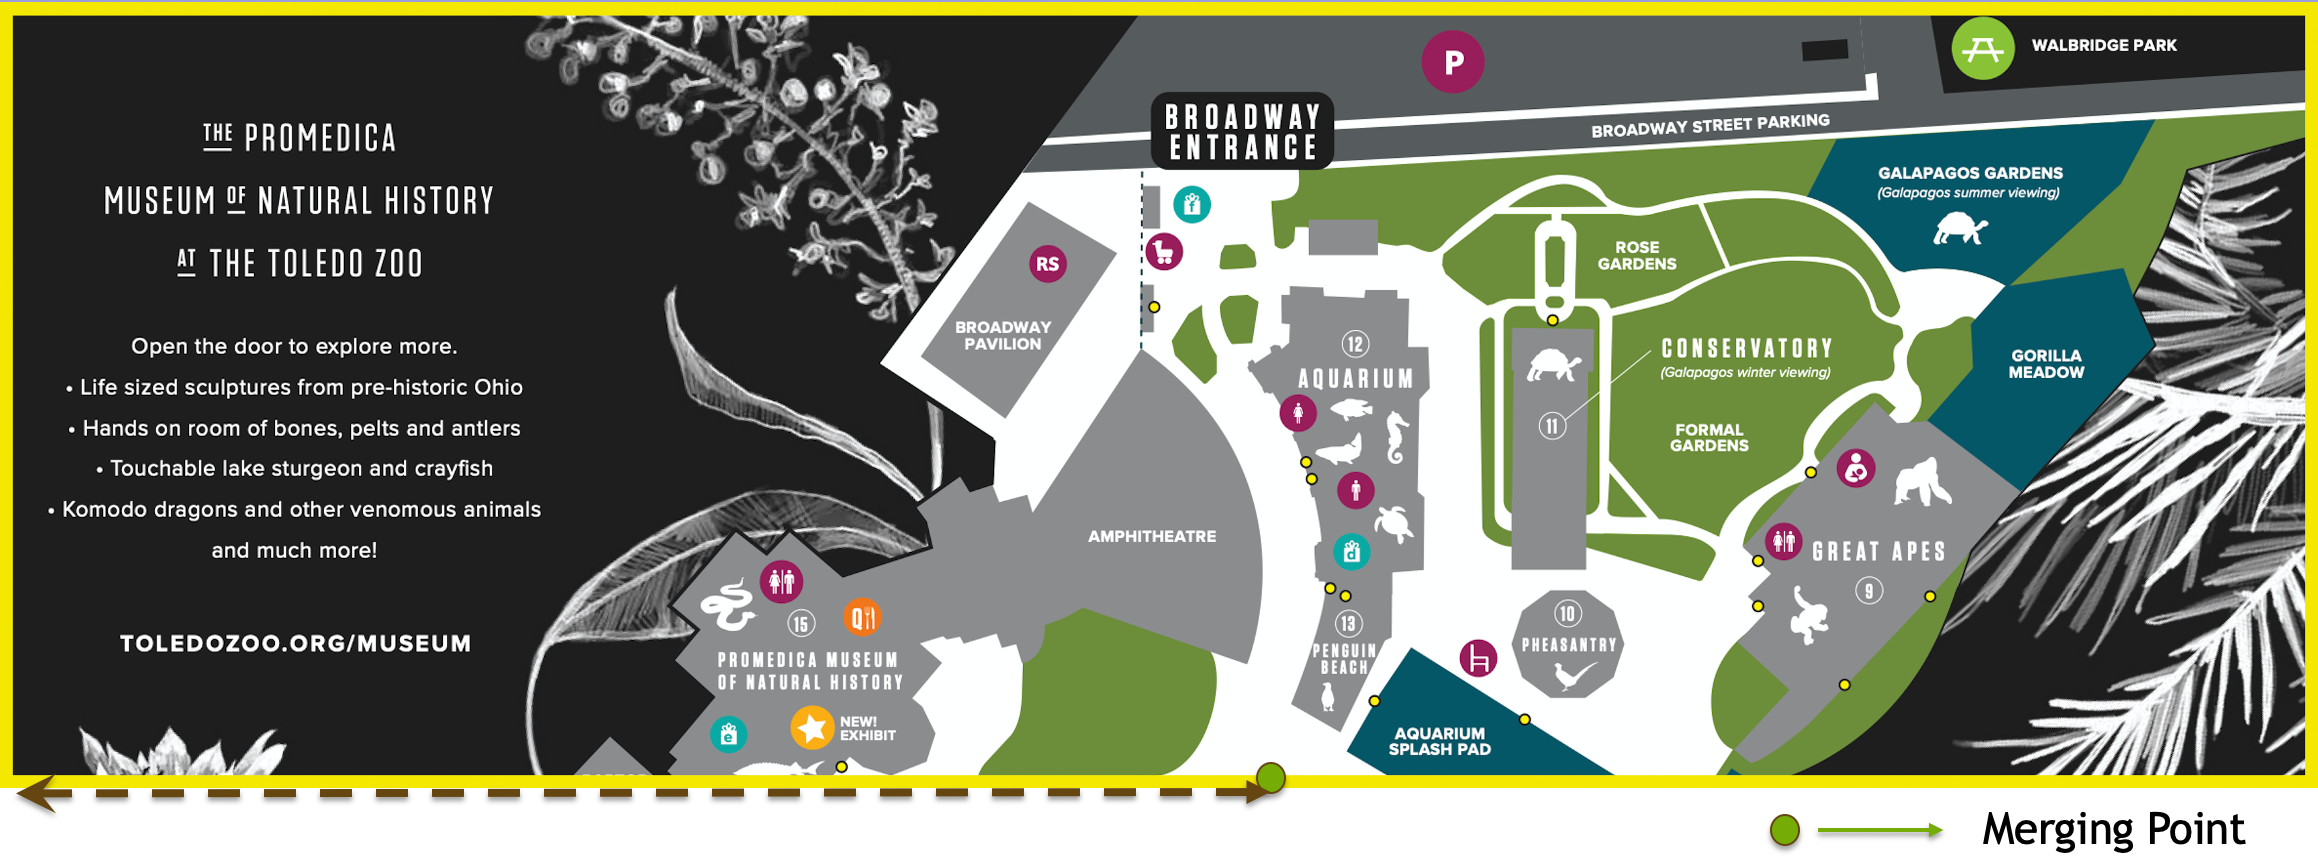 THE PROMEDICA
MUSEUM OF NATURAL HISTORY
AT THE TOLEDO ZOO
Open the door to explore more.
• Life sized sculptures from pre-historic Ohio
• Hands on room of bones, pelts and antlers
• Touchable lake sturgeon and crayfish
• Komodo dragons and other venomous animals
and much more!
TOLEDOZOO.ORG/MUSEUM
P
WALBRIDGE PARK
BROADWAY
ENTRANCE
BROADWAY STREET PARKING
GALAPAGOS GARDENS
(Galapagos summer viewing)
f
RS
ROSE
GARDENS
BROADWAY
PAVILION
12
AQUARIUM
CONSERVATORY
(Galapagos winter viewing)
GORILLA
MEADOW
11
FORMAL
GARDENS
AMPHITHEATRE
d
GREAT APES
9
15
Q
13
PENGUIN
BEACH
10
PHEASANTRY
PROMEDICA MUSEUM
OF NATURAL HISTORY
e
NEW!
EXHIBIT
AQUARIUM
SPLASH PAD
Merging Point